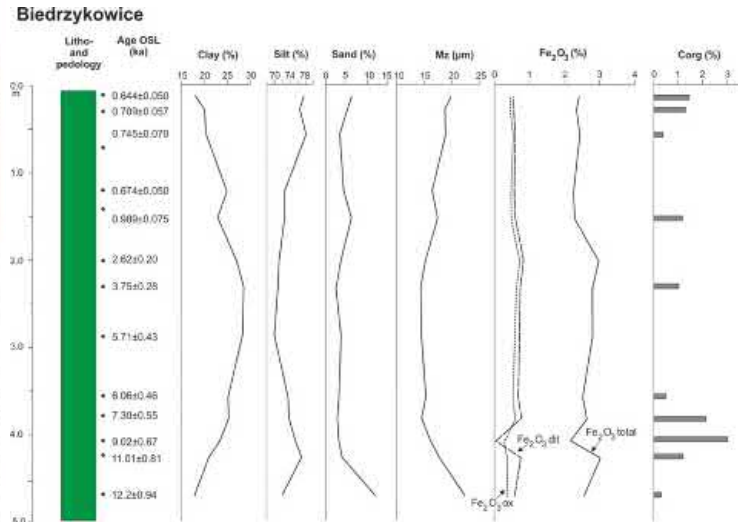 Biedrzykowice
Litho-
and
pedology
Age OSL
(ka)
Clay (%)
Silt (%)
Sand (%)
Mz (µm)
Fe2O3 (%)
Corg (%)
15 20 25 30
70 74 78
0 5 10 15
10 15 20 25
0 1 2 3 4
0 1 2 3
0.0
m
0.644±0.050
0.709±0.057
0.745±0.070
1.0
0.674±0.050
0.989±0.075
2.0
2.62±0.20
3.75±0.28
5.71±0.43
3.0
6.06±0.46
7.30±0.55
4.0
9.02±0.67
11.01±0.81
12.2±0.94
5.0
Fe2O3 dit
Fe2O3 total
Fe2O3 ox